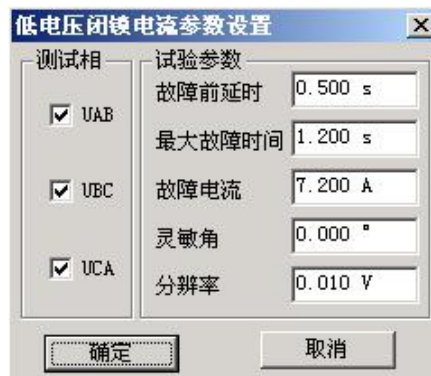 低电压闭锁电流参数设置
测试相
UAB
UBC
UCA
试验参数
故障前延时 0.500 s
最大故障时间 1.200 s
故障电流 7.200 A
灵敏角 0.000 °
分辨率 0.010 V
确定 取消